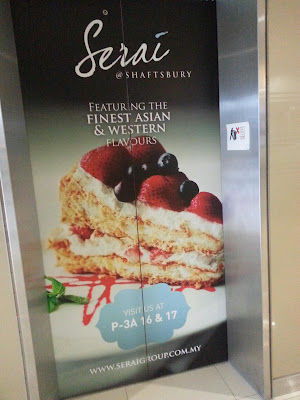 Serai
@SHAFTSBURY
FEATURING THE
FINEST ASIAN
& WESTERN
FLAVOURS
VISIT US AT
P-3A 16 & 17
WWW.SERAIGROUP.COM.MY